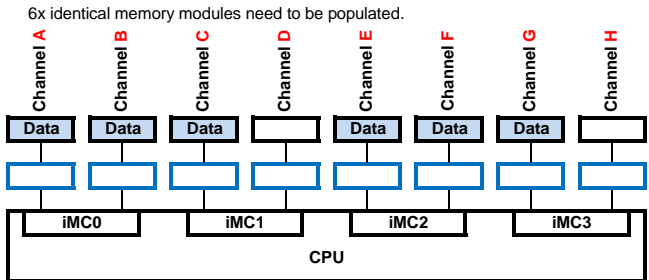 6x identical memory modules need to be populated.
Channel A
Channel B
Channel C
Channel D
Channel E
Channel F
Channel G
Channel H
Data Data Data Data Data Data
iMC0 iMC1 iMC2 iMC3
CPU